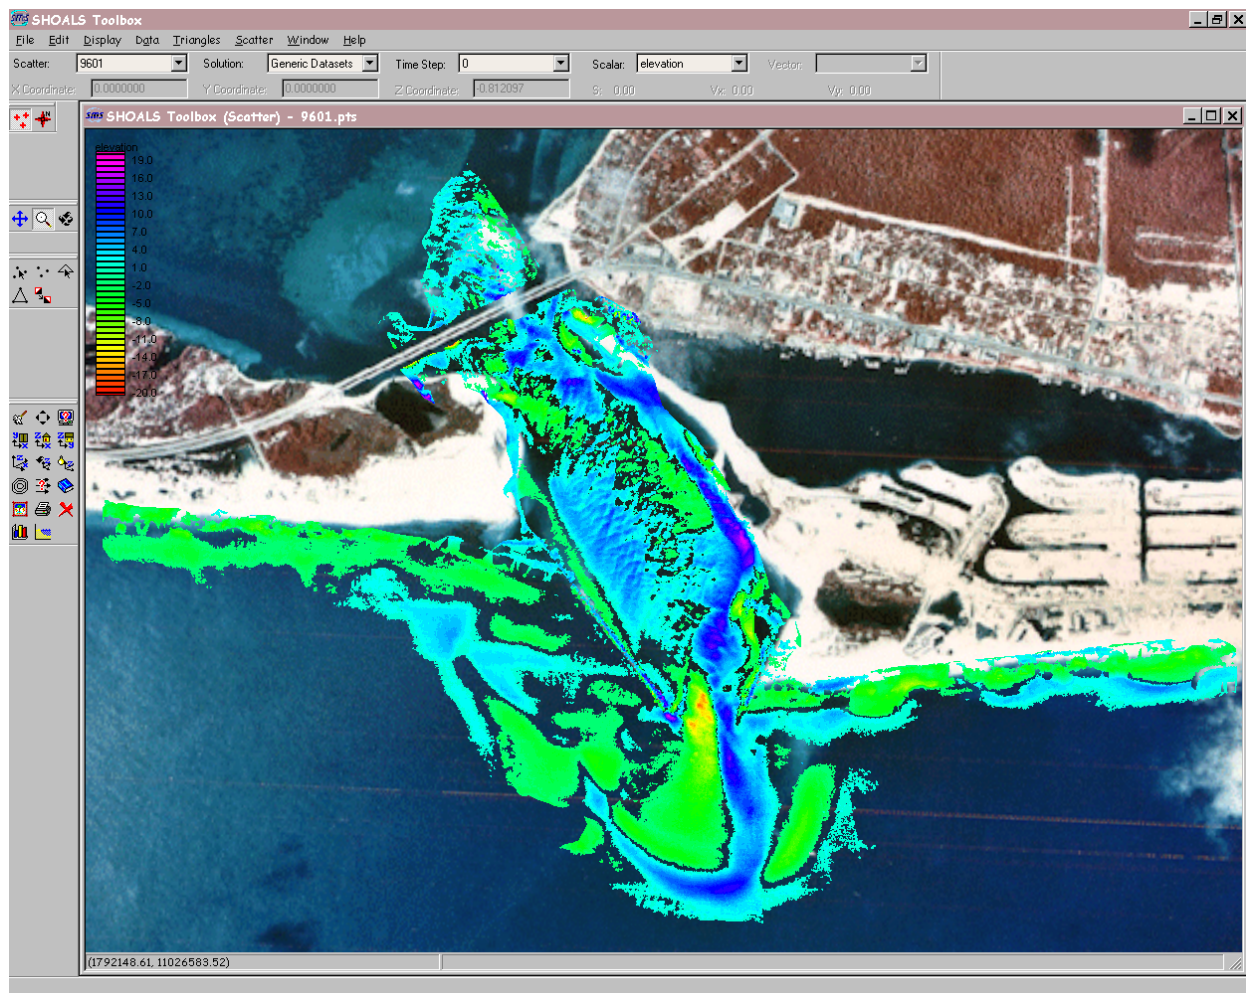 sms SHOALS Toolbox
File Edit Display Data Triangles Scatter Window Help
Scatter: 9601 Solution: Generic Datasets Time Step: 0 Scalar: elevation Vector:
X Coordinate: 0.0000000 Y Coordinate: 0.0000000 Z Coordinate: -0.812097 S: 0.00 Vx: 0.00 Vy: 0.00
sms SHOALS Toolbox (Scatter) - 9601.pts
elevation
19.0
16.0
13.0
10.0
7.0
4.0
1.0
-2.0
-5.0
-8.0
-11.0
-14.0
-17.0
-20.0
(1792148.61, 11026583.52)